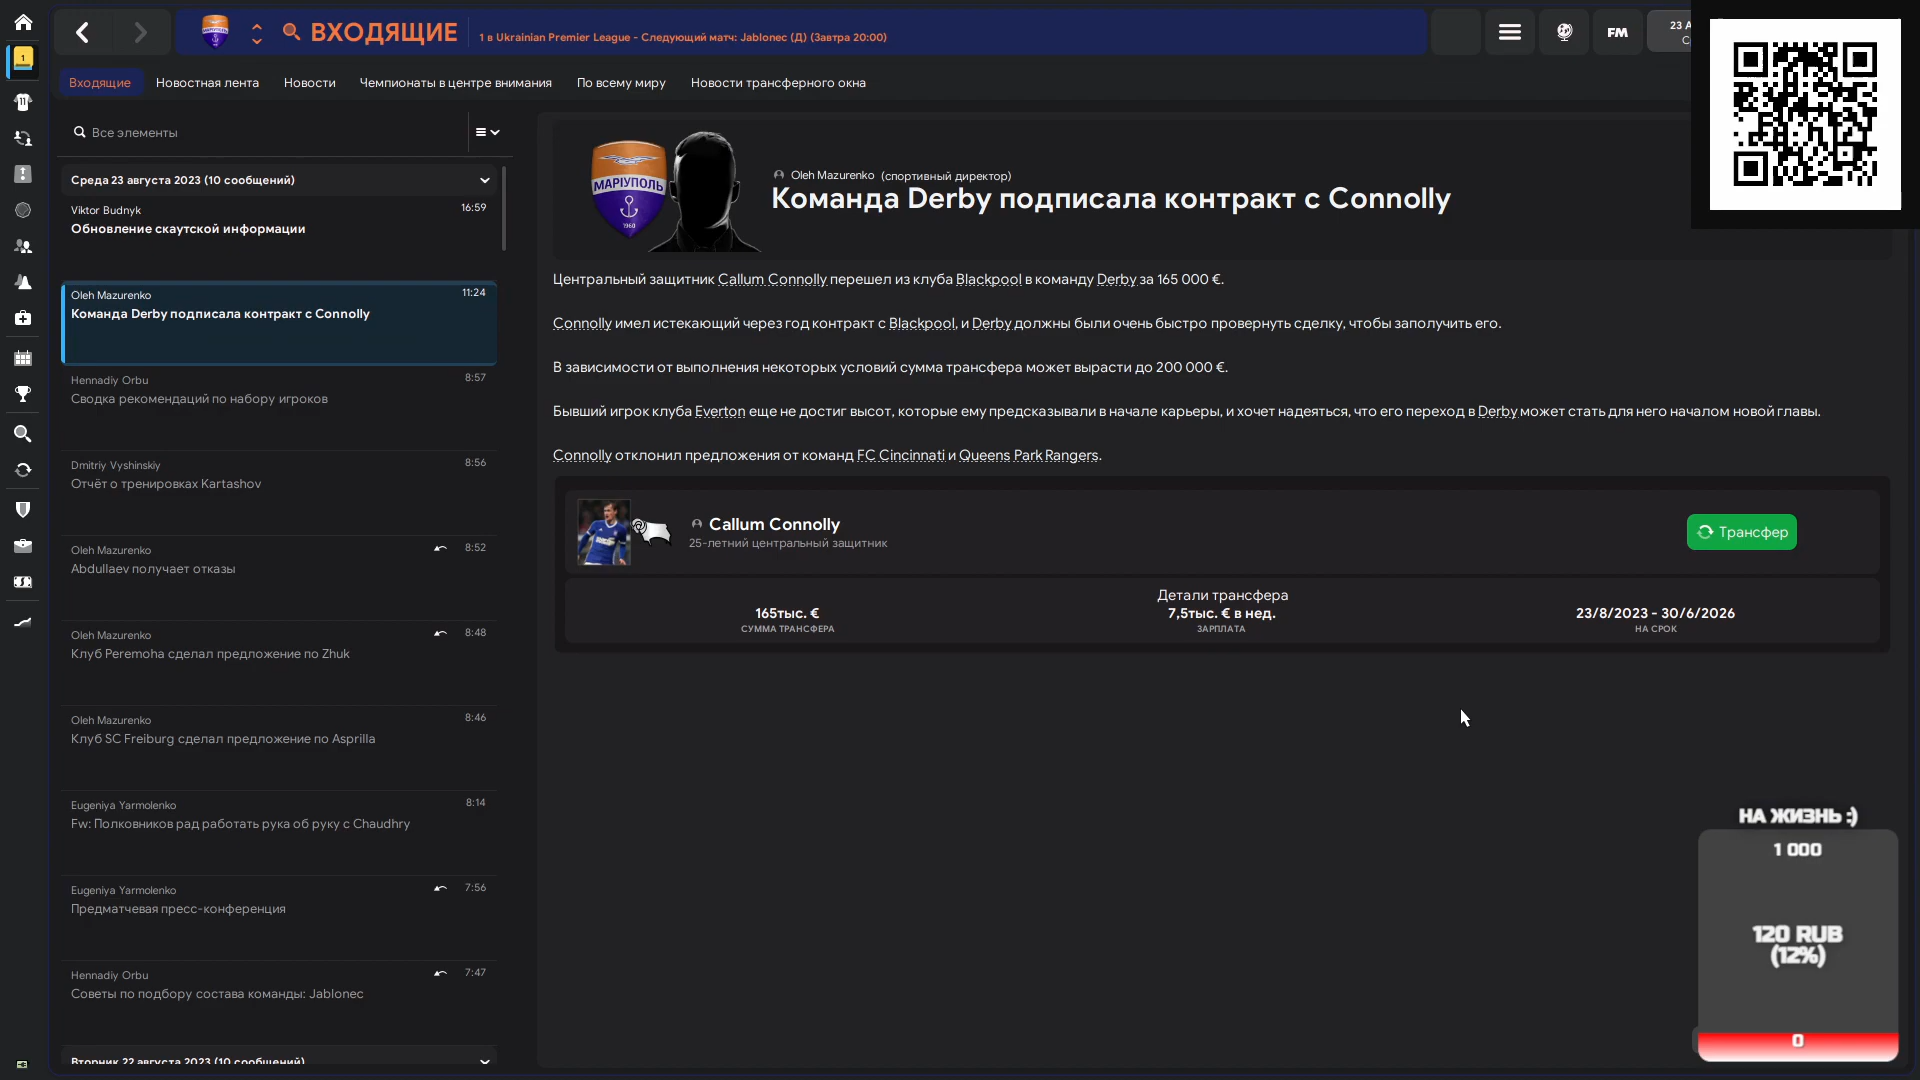 1
ВХОДЯЩИЕ
1 в Ukrainian Premier League - Следующий матч: Jablonec (Д) (Завтра 20:00)
FM
Входящие
Новостная лента
Новости
Чемпионаты в центре внимания
По всему миру
Новости трансферного окна
Все элементы
Среда 23 августа 2023 (10 сообщений)
Viktor Budnyk
16:59
Обновление скаутской информации
Oleh Mazurenko
11:24
Команда Derby подписала контракт с Connolly
Hennadiy Orbu
8:57
Сводка рекомендаций по набору игроков
Dmitriy Vyshinskiy
8:56
Отчёт о тренировках Kartashov
Oleh Mazurenko
8:52
Abdullaev получает отказы
Oleh Mazurenko
8:48
Клуб Peremoha сделал предложение по Zhuk
Oleh Mazurenko
8:46
Клуб SC Freiburg сделал предложение по Asprilla
Eugeniya Yarmolenko
8:14
Fw: Полковников рад работать рука об руку с Chaudhry
Eugeniya Yarmolenko
7:56
Предматчевая пресс-конференция
Hennadiy Orbu
7:47
Советы по подбору состава команды: Jablonec
Вторник 22 августа 2023 (10 сообщений)
МАРІУПОЛЬ
1960
Oleh Mazurenko (спортивный директор)
Команда Derby подписала контракт с Connolly
Центральный защитник Callum Connolly перешел из клуба Blackpool в команду Derby за 165 000 €.
Connolly имел истекающий через год контракт с Blackpool, и Derby должны были очень быстро провернуть сделку, чтобы заполучить его.
В зависимости от выполнения некоторых условий сумма трансфера может вырасти до 200 000 €.
Бывший игрок клуба Everton еще не достиг высот, которые ему предсказывали в начале карьеры, и хочет надеяться, что его переход в Derby может стать для него началом новой главы.
Connolly отклонил предложения от команд FC Cincinnati и Queens Park Rangers.
Callum Connolly
25-летний центральный защитник
Трансфер
Детали трансфера
165тыс. €
СУММА ТРАНСФЕРА
7,5тыс. € в нед.
ЗАРПЛАТА
23/8/2023 - 30/6/2026
НА СРОК
НА ЖИЗНЬ :)
1 000
120 RUB
(12%)
0